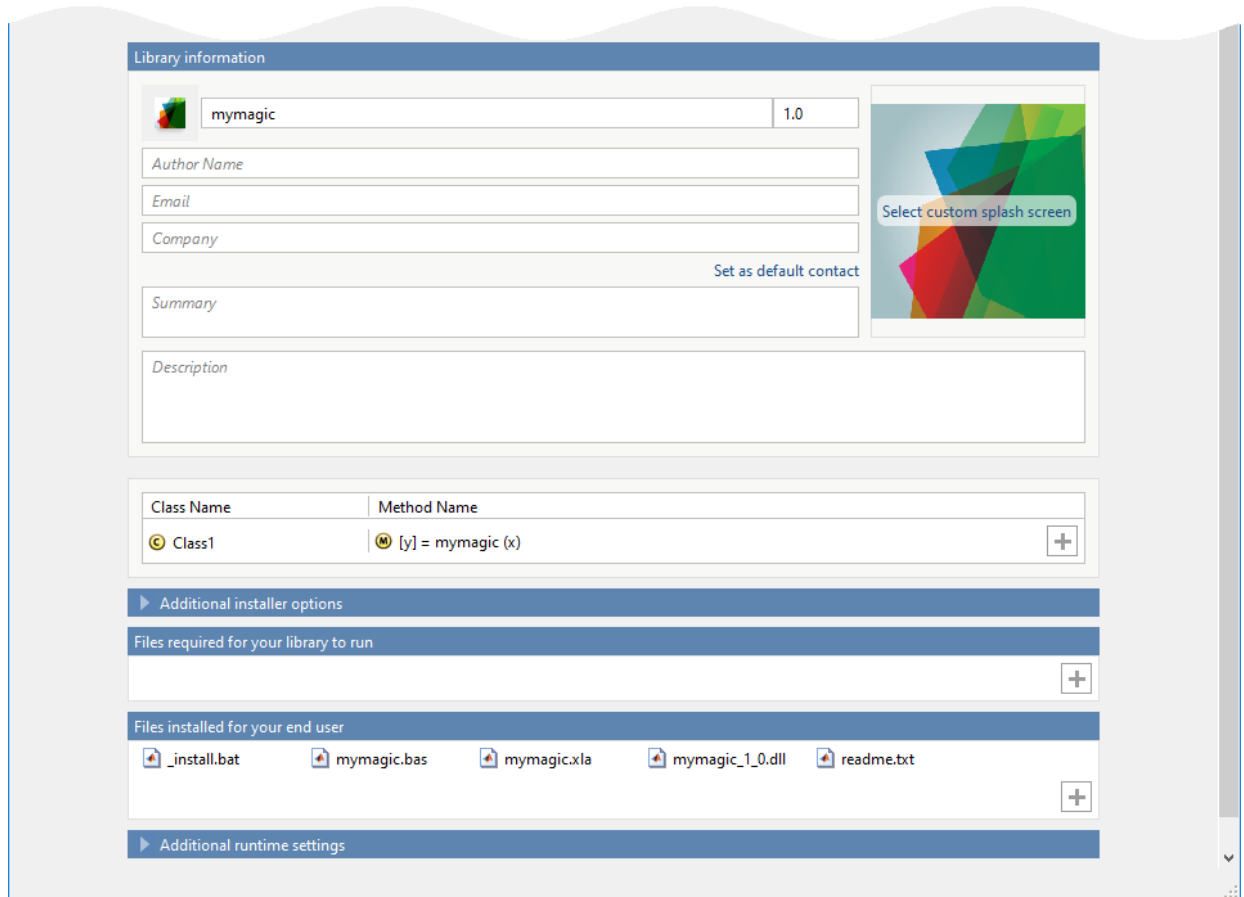 Library information
mymagic 1.0
Author Name
Email
Company
Select custom splash screen
Set as default contact
Summary
Description
Class Name Method Name
C Class1 M [y] = mymagic (x)
Additional installer options
Files required for your library to run
Files installed for your end user
_install.bat mymagic.bas mymagic.xla mymagic_1_0.dll readme.txt
Additional runtime settings